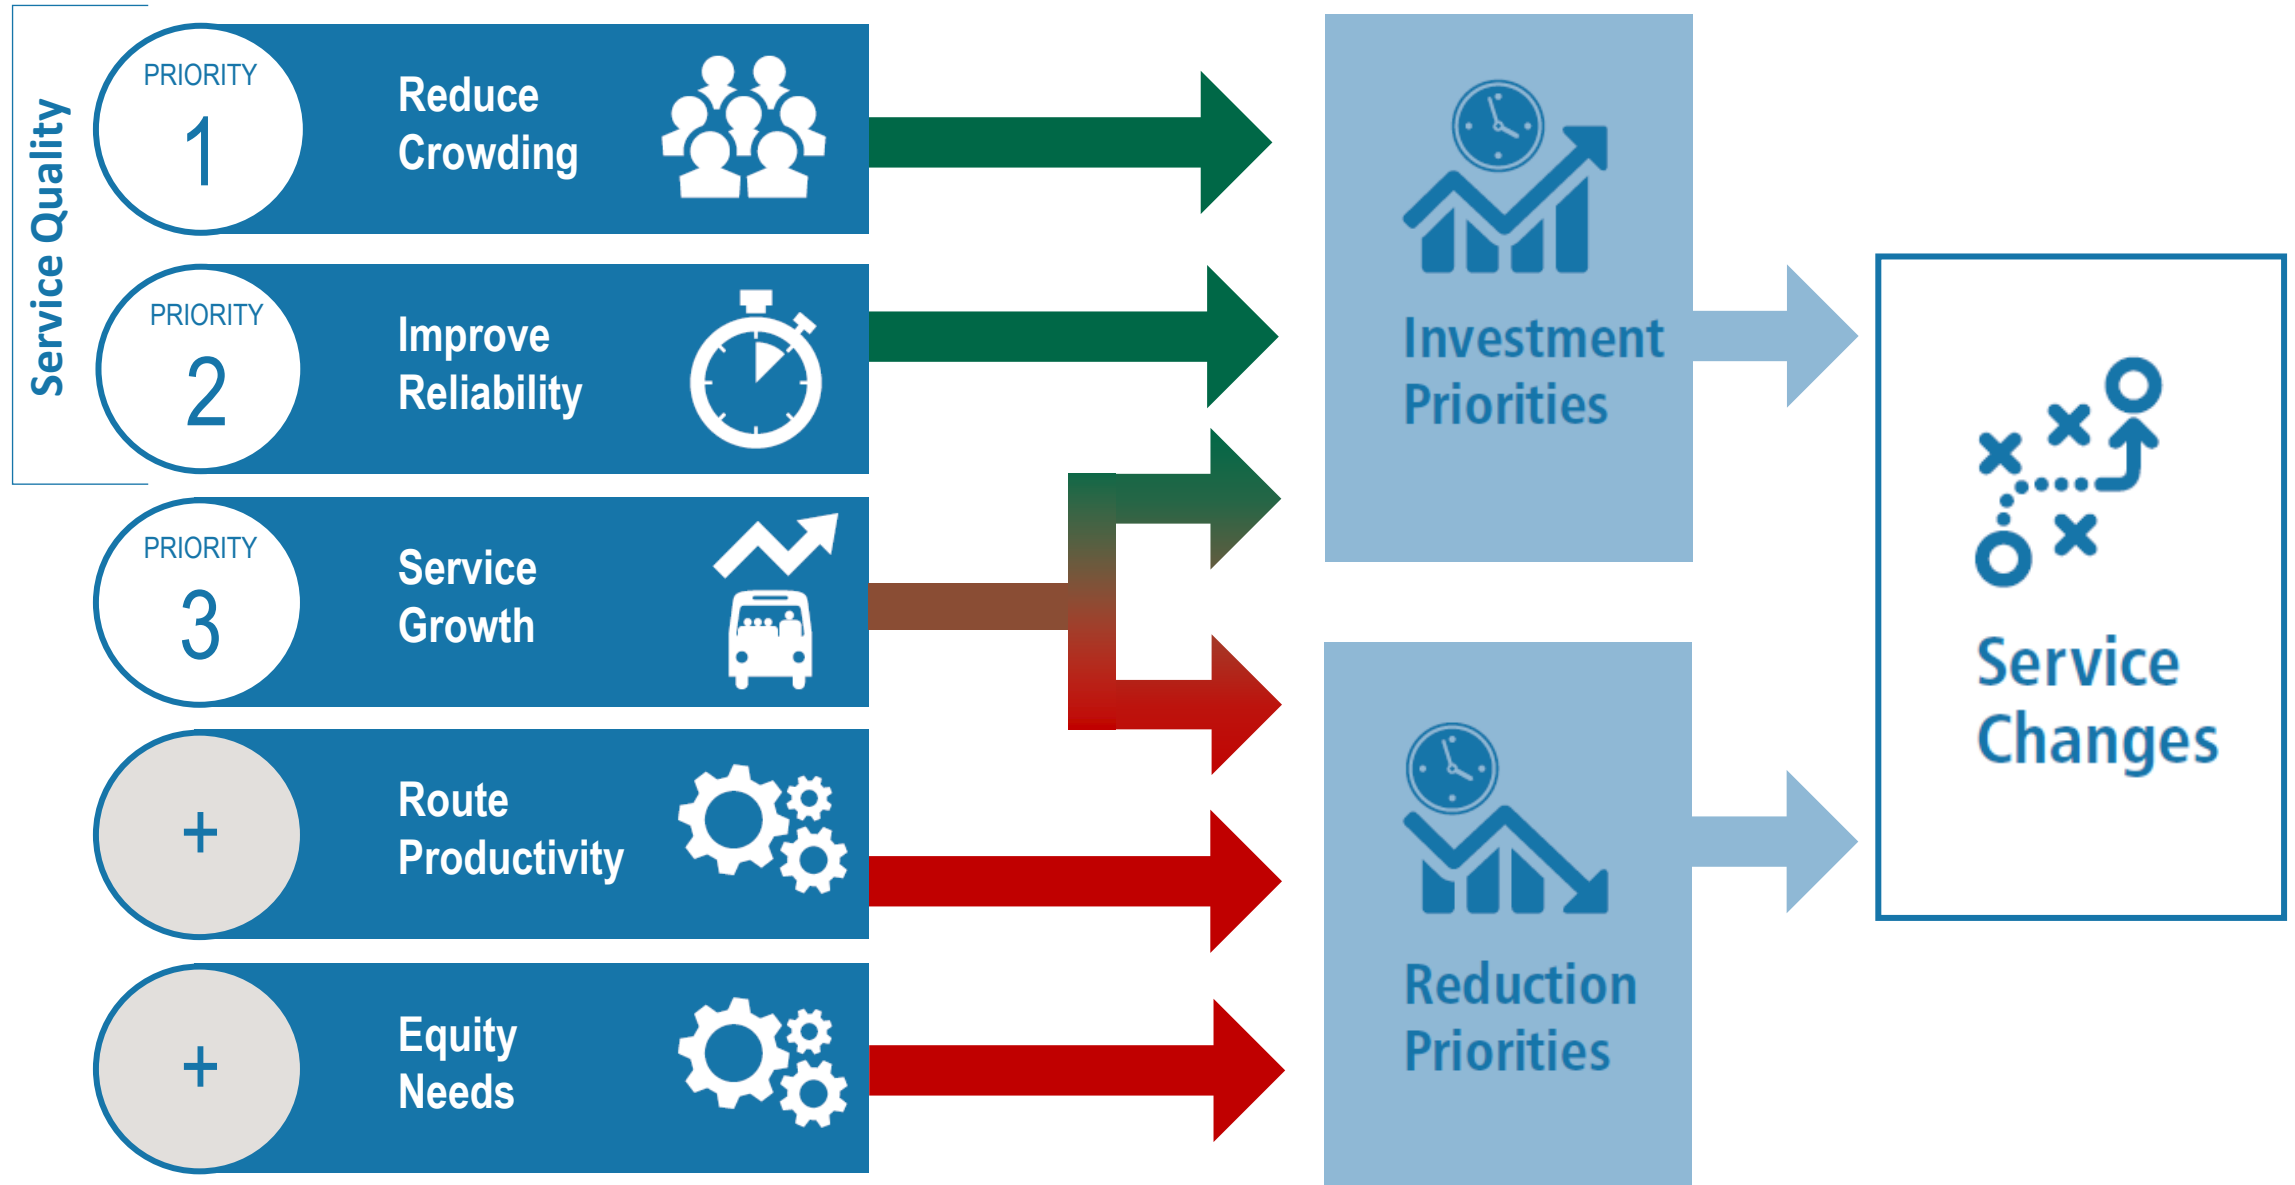 Service Quality
PRIORITY
1
Reduce
Crowding
PRIORITY
2
Improve
Reliability
PRIORITY
3
Service
Growth
+
Route
Productivity
+
Equity
Needs
Investment
Priorities
Reduction
Priorities
Service
Changes